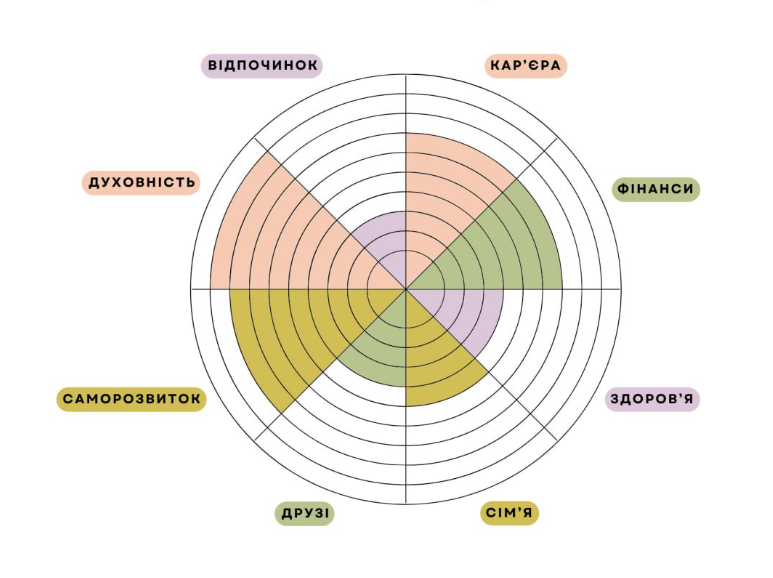 ВІДПОЧИНОК
КАР’ЄРА
ДУХОВНІСТЬ
ФІНАНСИ
САМОРОЗВИТОК
ЗДОРОВ’Я
ДРУЗІ
СІМ’Я